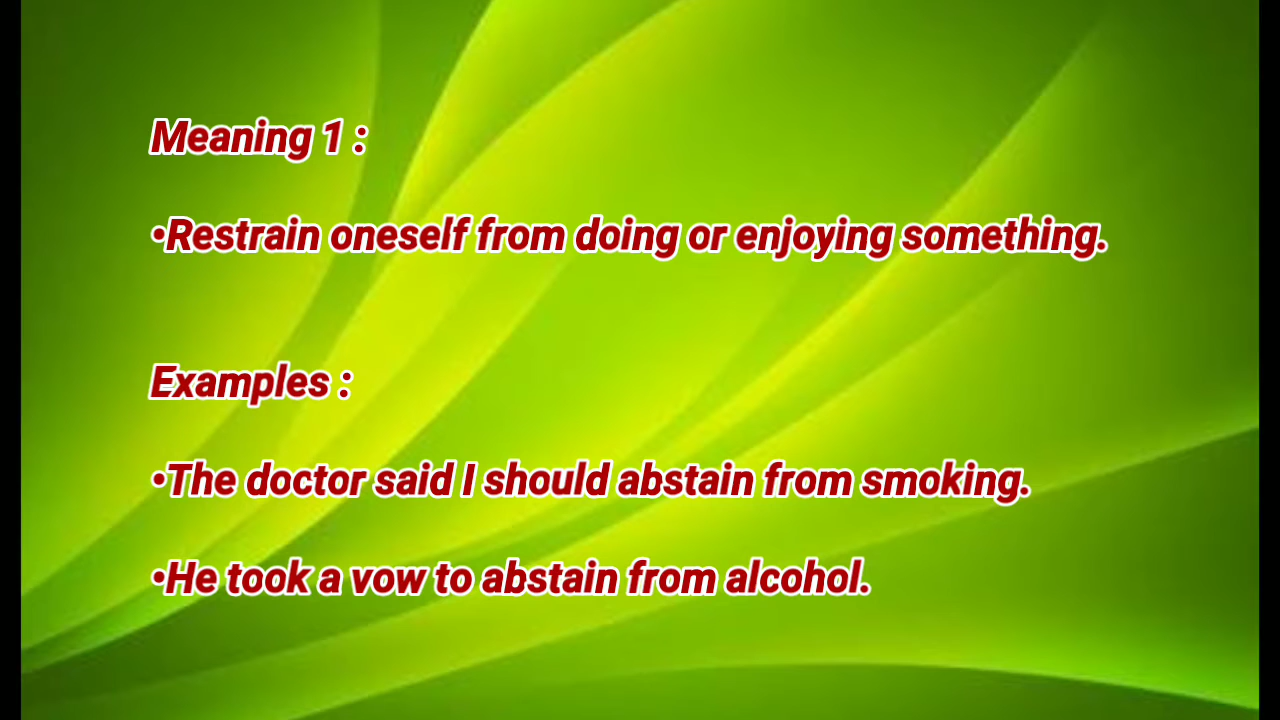 Meaning 1 :
•Restrain oneself from doing or enjoying something.
Examples :
•The doctor said I should abstain from smoking.
•He took a vow to abstain from alcohol.